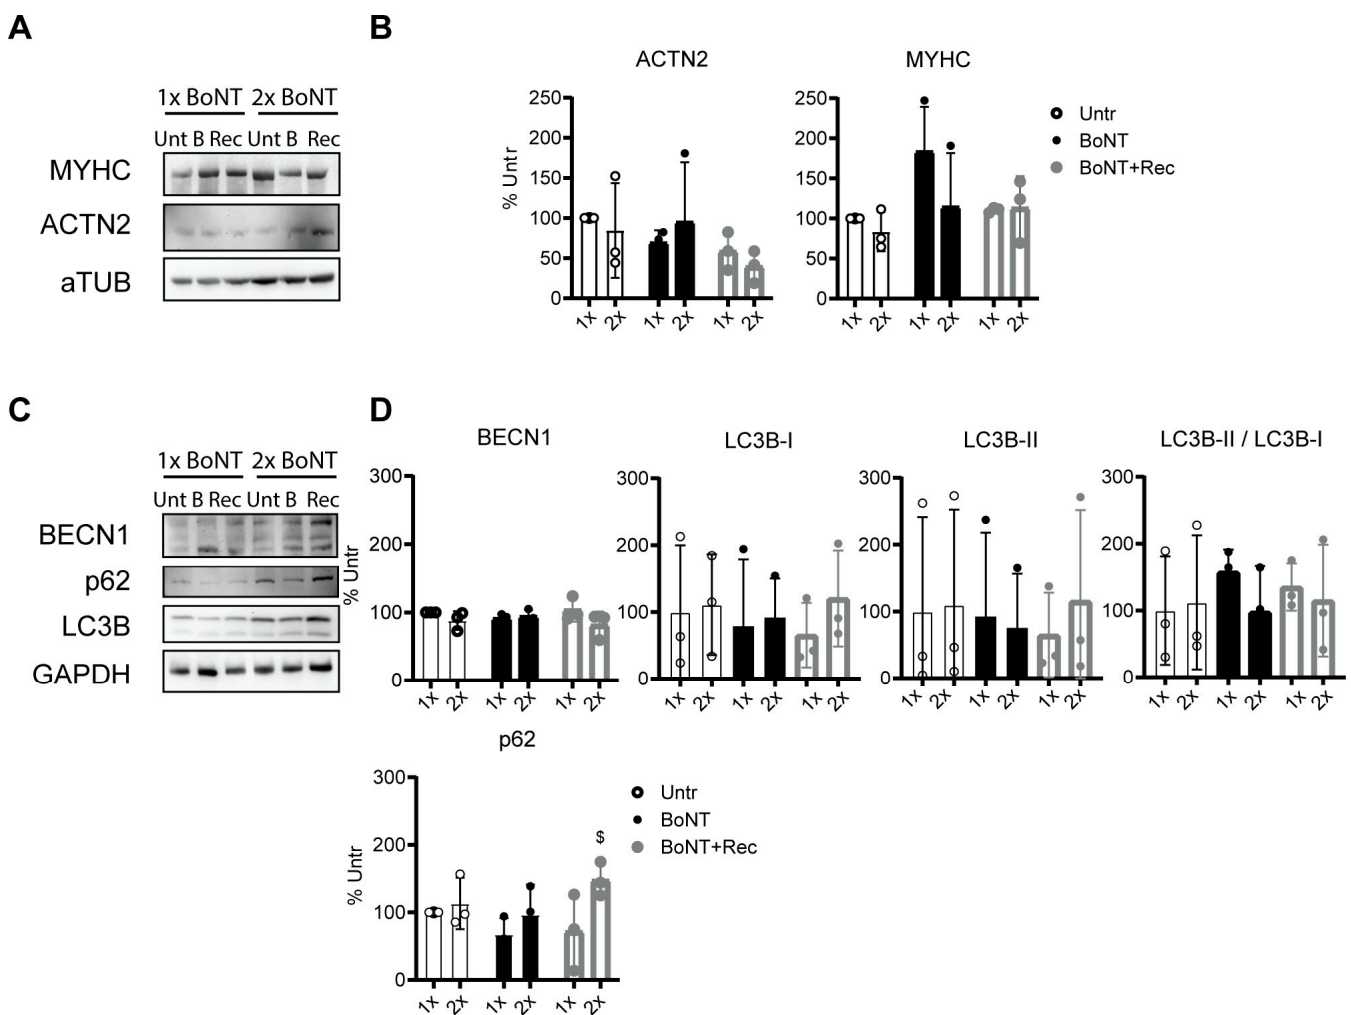 A
1x BoNT 2x BoNT
Unt B Rec Unt B Rec
MYHC
ACTN2
aTUB
B
ACTN2
MYHC
250
200
150
100
50
0
% Untr
1x 2x 1x 2x 1x 2x
250
200
150
100
50
0
1x 2x 1x 2x 1x 2x
Untr
BoNT
BoNT+Rec
C
1x BoNT 2x BoNT
Unt B Rec Unt B Rec
BECN1
p62
LC3B
GAPDH
D
BECN1
300
200
100
0
% Untr
1x 2x 1x 2x 1x 2x
LC3B-I
300
200
100
0
1x 2x 1x 2x 1x 2x
LC3B-II
300
200
100
0
1x 2x 1x 2x 1x 2x
LC3B-II / LC3B-I
300
200
100
0
1x 2x 1x 2x 1x 2x
p62
300
200
100
0
% Untr
$
1x 2x 1x 2x 1x 2x
Untr
BoNT
BoNT+Rec